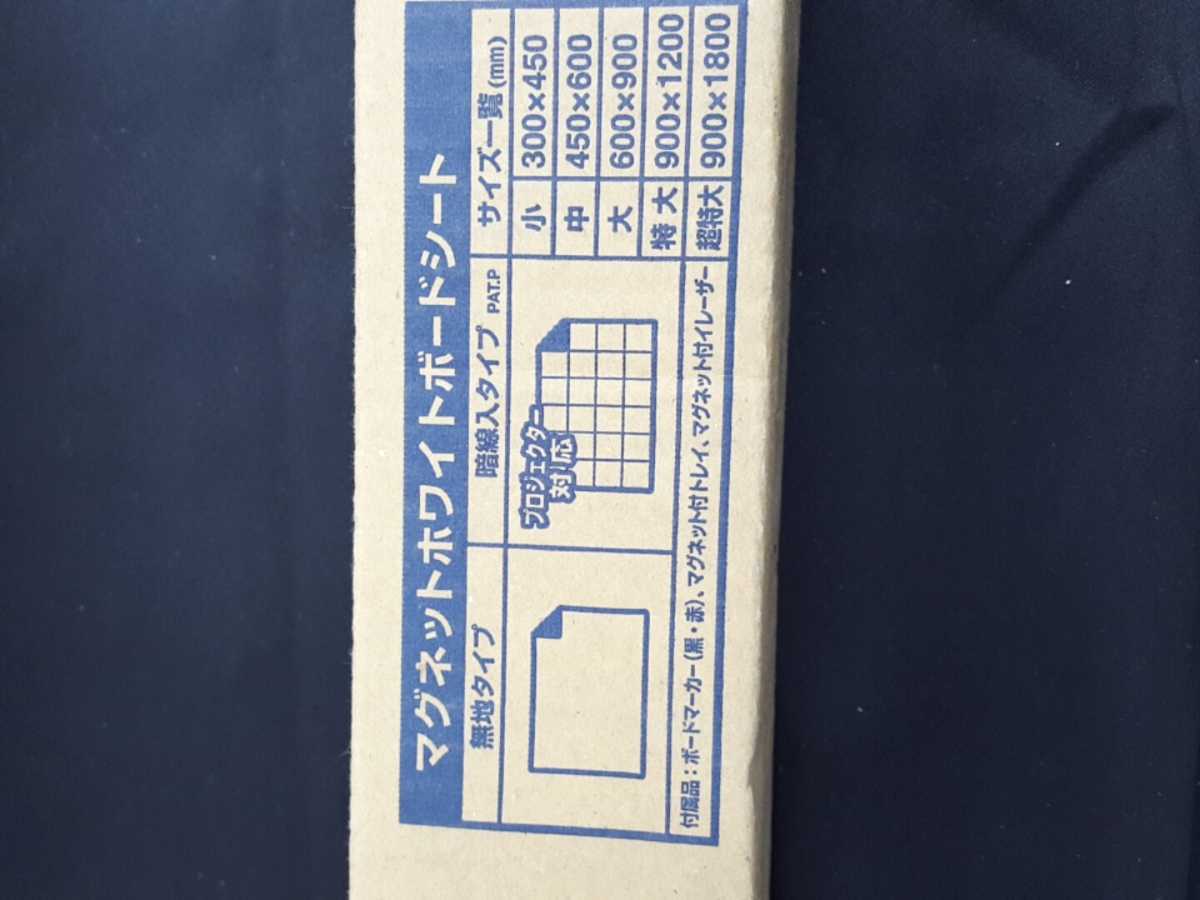 マグネットホワイトボードシート
無地タイプ
暗線入タイプ PAT.P
プロジェクター
対応
サイズ一覧(mm)
小 300×450
中 450×600
大 600×900
特大 900×1200
超特大 900×1800
付属品：ボードマーカー(黒・赤)、マグネット付トレイ、マグネット付イレーザー